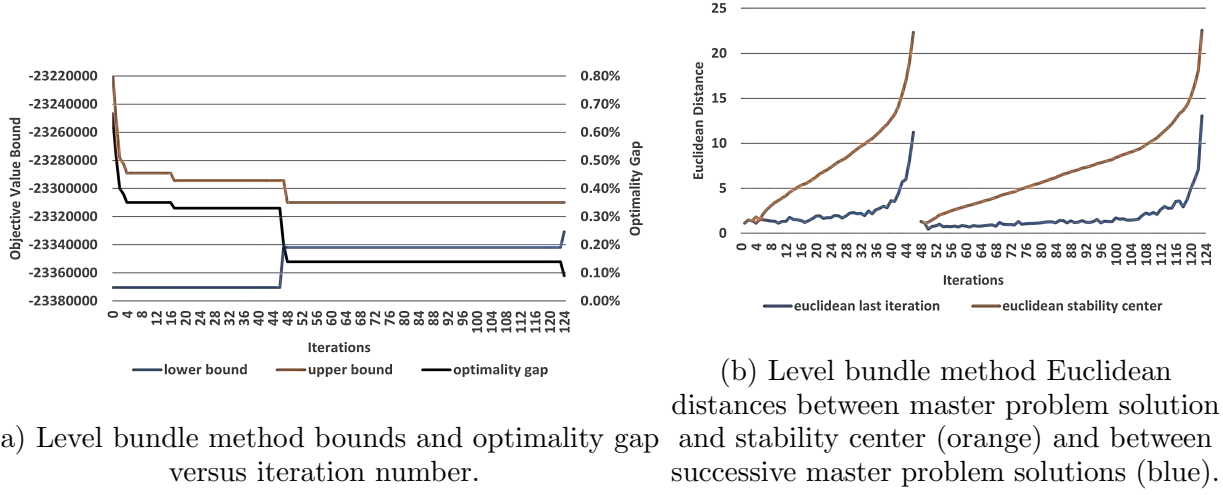 -23220000
-23240000
-23260000
-23280000
-23300000
-23320000
-23340000
-23360000
-23380000
Objective Value Bound
0.80%
0.70%
0.60%
0.50%
0.40%
0.30%
0.20%
0.10%
0.00%
Optimality Gap
0 4 8 12 16 20 24 28 32 36 40 44 48 52 56 60 64 68 72 76 80 84 88 92 96 100 104 108 112 116 120 124
Iterations
lower bound upper bound optimality gap
a) Level bundle method bounds and optimality gap
versus iteration number.
25
20
15
10
5
0
Euclidean Distance
0 4 8 12 16 20 24 28 32 36 40 44 48 52 56 60 64 68 72 76 80 84 88 92 96 100 104 108 112 116 120 124
Iterations
euclidean last iteration euclidean stability center
(b) Level bundle method Euclidean
distances between master problem solution
and stability center (orange) and between
successive master problem solutions (blue).